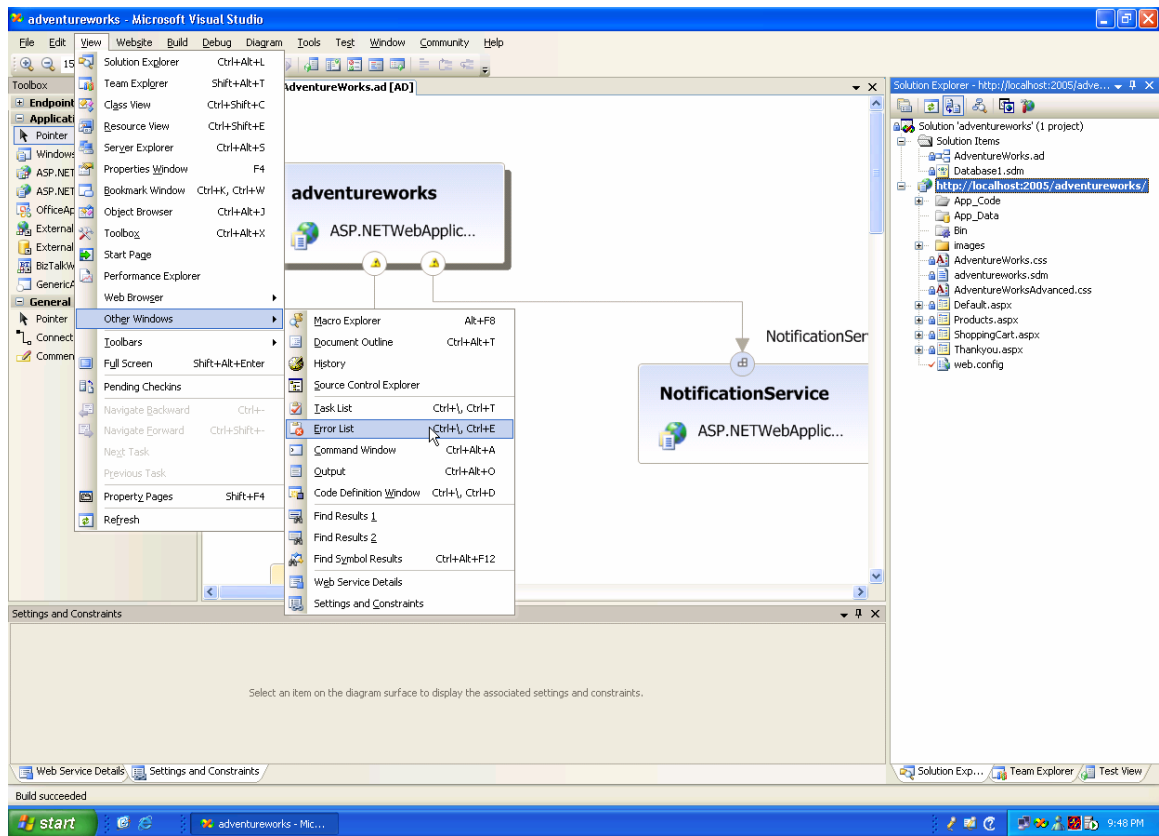 adventureworks - Microsoft Visual Studio
File Edit View Website Build Debug Diagram Tools Test Window Community Help
15
Toolbox
Endpoint
Applicati
Pointer
Windows
ASP.NET
ASP.NET
OfficeAp
External
External
BizTalkW
GenericA
General
Pointer
Connect
Commen
Solution Explorer Ctrl+Alt+L
Team Explorer Shift+Alt+T
Class View Ctrl+Shift+C
Resource View Ctrl+Shift+E
Server Explorer Ctrl+Alt+S
Properties Window F4
Bookmark Window Ctrl+K, Ctrl+W
Object Browser Ctrl+Alt+J
Toolbox Ctrl+Alt+X
Start Page
Performance Explorer
Web Browser
Other Windows
Toolbars
Full Screen Shift+Alt+Enter
Pending Checkins
Navigate Backward Ctrl+-
Navigate Forward Ctrl+Shift+-
Next Task
Previous Task
Property Pages Shift+F4
Refresh
Macro Explorer Alt+F8
Document Outline Ctrl+Alt+T
History
Source Control Explorer
Task List Ctrl+\, Ctrl+T
Error List Ctrl+\, Ctrl+E
Command Window Ctrl+Alt+A
Output Ctrl+Alt+O
Code Definition Window Ctrl+\, Ctrl+D
Find Results 1
Find Results 2
Find Symbol Results Ctrl+Alt+F12
Web Service Details
Settings and Constraints
AdventureWorks.ad [AD]
adventureworks
ASP.NETWebApplic...
NotificationSer
NotificationService
ASP.NETWebApplic...
Solution Explorer - http://localhost:2005/adve...
Solution 'adventureworks' (1 project)
Solution Items
AdventureWorks.ad
Database1.sdm
http://localhost:2005/adventureworks/
App_Code
App_Data
Bin
images
AdventureWorks.css
adventureworks.sdm
AdventureWorksAdvanced.css
Default.aspx
Products.aspx
ShoppingCart.aspx
Thankyou.aspx
web.config
Settings and Constraints
Select an item on the diagram surface to display the associated settings and constraints.
Web Service Details Settings and Constraints
Solution Exp... Team Explorer Test View
Build succeeded
start adventureworks - Mic... 9:48 PM